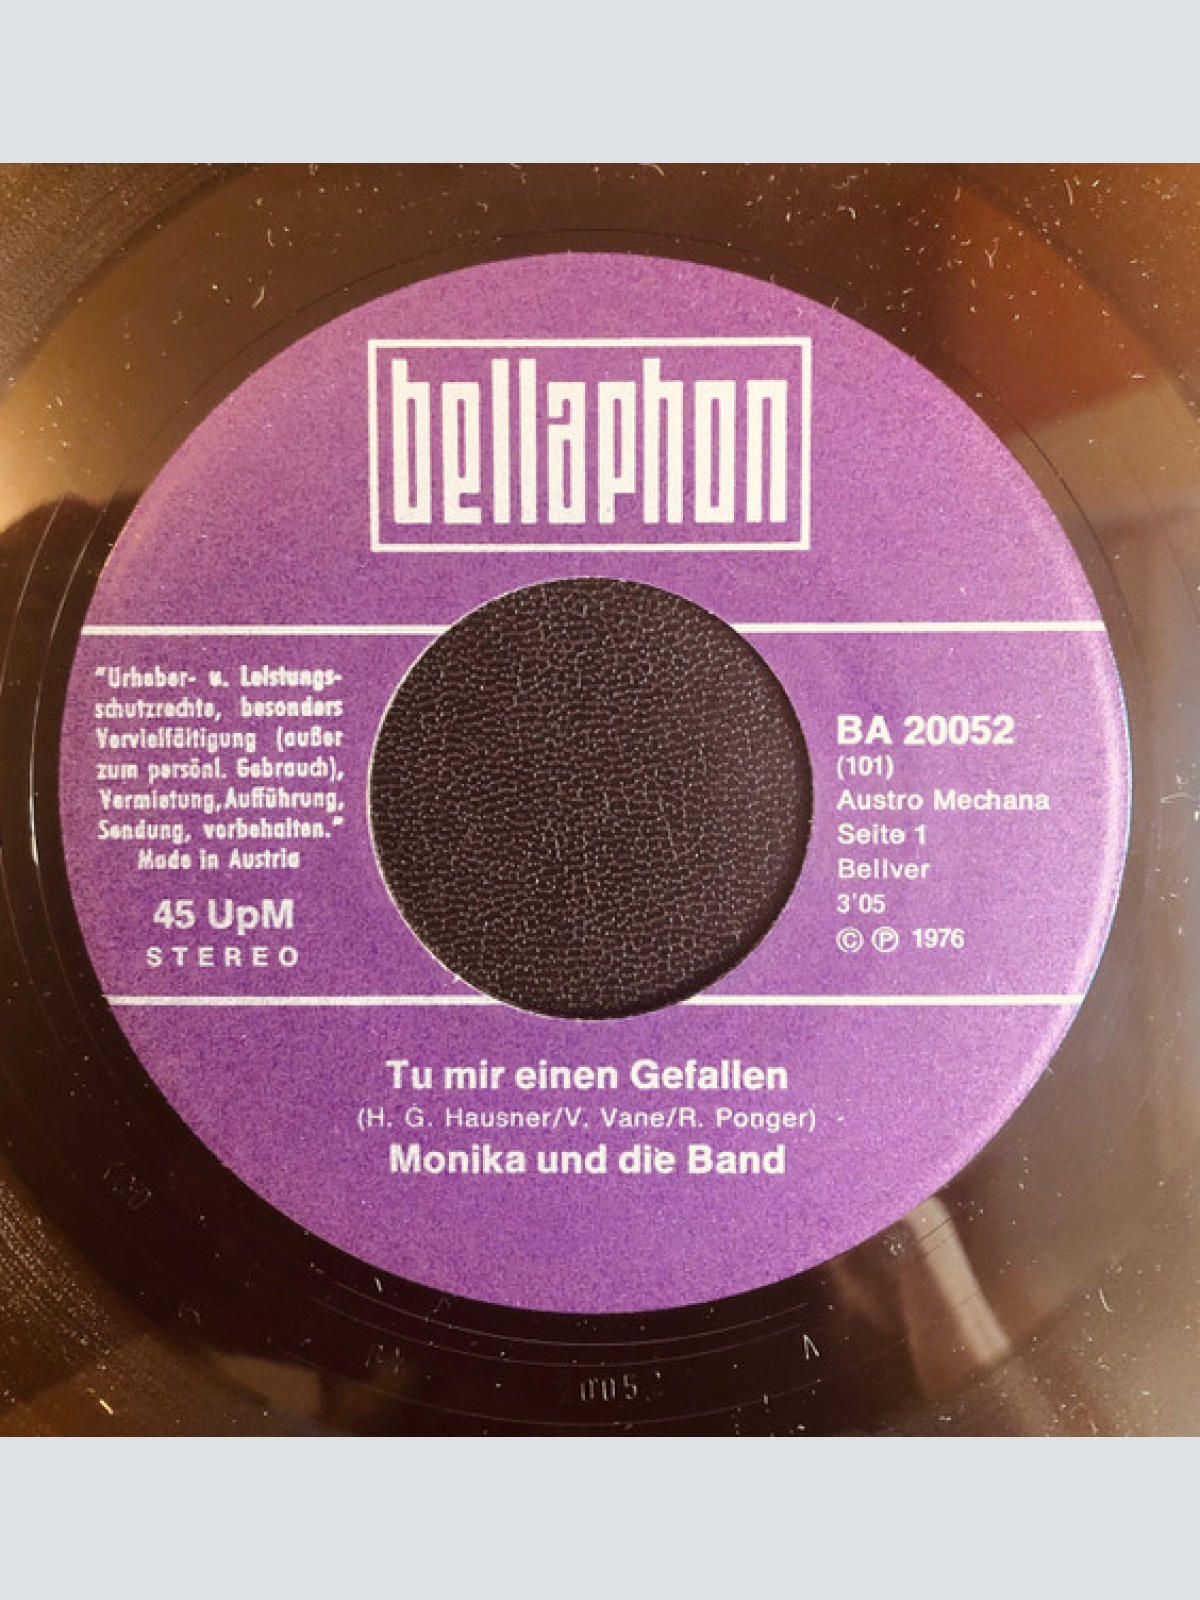 bellaphon
"Urheber- u. Leistungs-
schutzrechte, besonders
Vervielfältigung (außer
zum persönl. Gebrauch),
Vermietung, Aufführung,
Sendung, vorbehalten."
Made in Austria
45 UpM
STEREO
BA 20052
(101)
Austro Mechana
Seite 1
Bellver
3'05
© ℗ 1976
Tu mir einen Gefallen
(H. G. Hausner/V. Vane/R. Ponger)
Monika und die Band